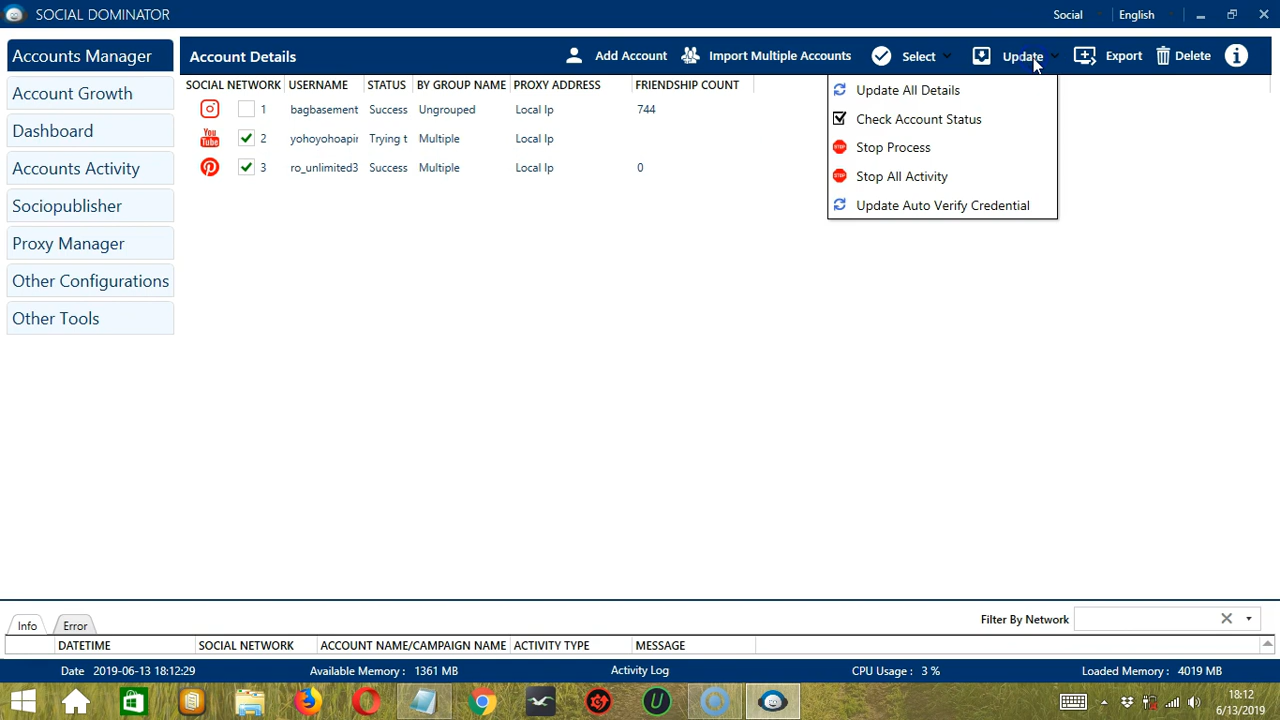 SOCIAL DOMINATOR
Social
English
Accounts Manager
Account Growth
Dashboard
Accounts Activity
Sociopublisher
Proxy Manager
Other Configurations
Other Tools
Account Details
Add Account
Import Multiple Accounts
Select
Update
Export
Delete
SOCIAL NETWORK USERNAME STATUS BY GROUP NAME PROXY ADDRESS FRIENDSHIP COUNT
1 bagbasement Success Ungrouped Local Ip 744
YouTube 2 yohoyohoapir Trying t Multiple Local Ip
3 ro_unlimited3 Success Multiple Local Ip 0
Update All Details
Check Account Status
STOP Stop Process
STOP Stop All Activity
Update Auto Verify Credential
Info
Error
Filter By Network
DATETIME SOCIAL NETWORK ACCOUNT NAME/CAMPAIGN NAME ACTIVITY TYPE MESSAGE
Date 2019-06-13 18:12:29 Available Memory : 1361 MB Activity Log CPU Usage : 3 % Loaded Memory : 4019 MB
18:12
6/13/2019